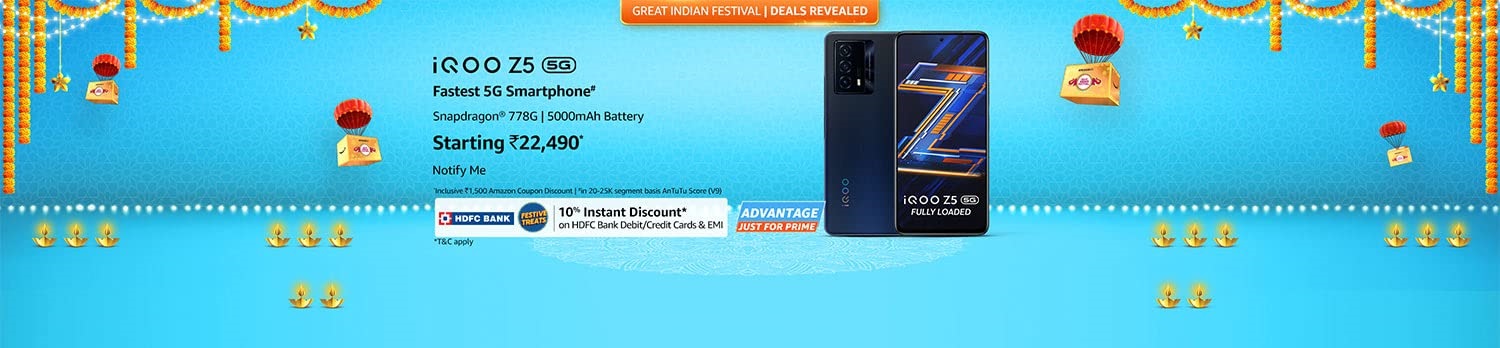 GREAT INDIAN FESTIVAL | DEALS REVEALED
iQOO Z5 5G
Fastest 5G Smartphone#
Snapdragon® 778G | 5000mAh Battery
Starting ₹22,490*
Notify Me
*Inclusive ₹1,500 Amazon Coupon Discount | #in 20-25K segment basis AnTuTu Score (V9)
HDFC BANK
FESTIVE
TREATS
10% Instant Discount*
on HDFC Bank Debit/Credit Cards & EMI
*T&C apply
ADVANTAGE
JUST FOR PRIME
iQOO
iQOO Z5 5G
FULLY LOADED